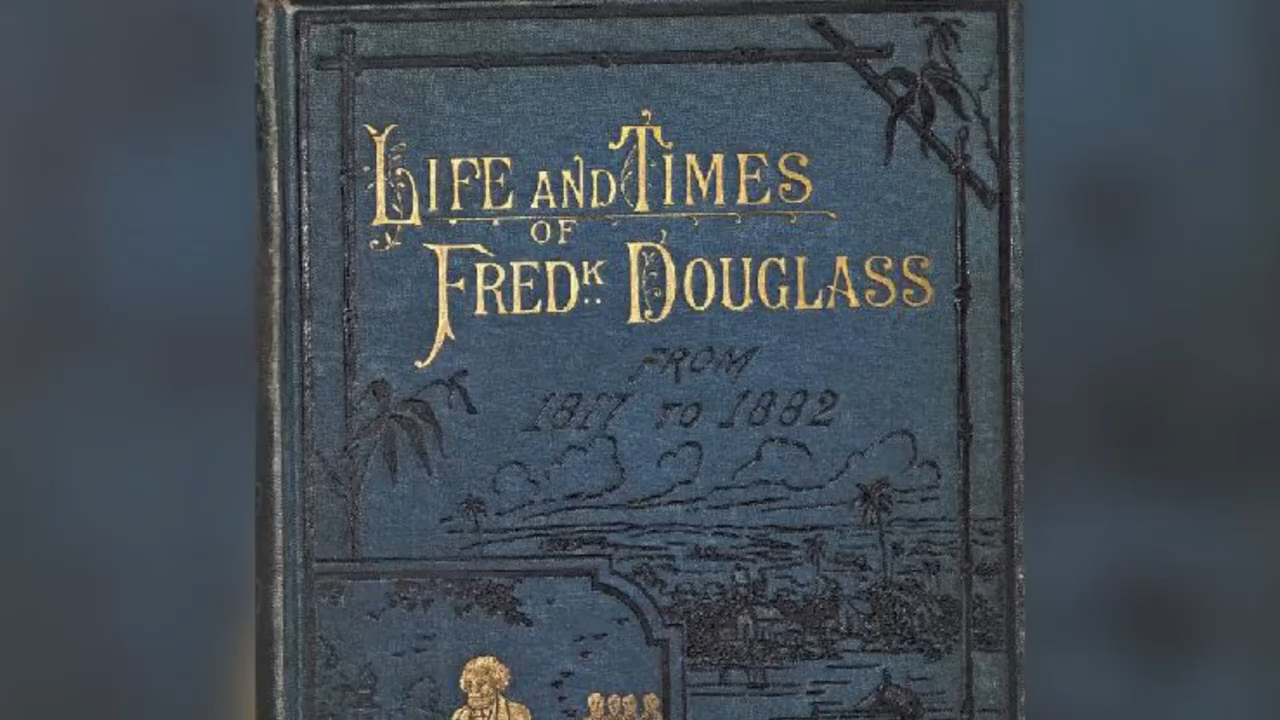 LIFE AND TIMES
OF
FREDK. DOUGLASS
FROM
1817 TO 1882